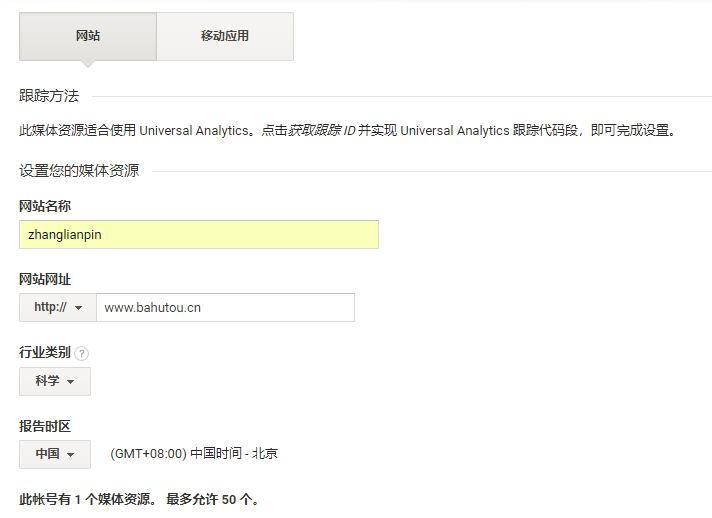 网站
移动应用
跟踪方法
此媒体资源适合使用 Universal Analytics。点击获取跟踪 ID 并实现 Universal Analytics 跟踪代码段，即可完成设置。
设置您的媒体资源
网站名称
zhanglianpin
网站网址
http:// www.bahutou.cn
行业类别 ?
科学
报告时区
中国 (GMT+08:00) 中国时间 - 北京
此帐号有 1 个媒体资源。 最多允许 50 个。